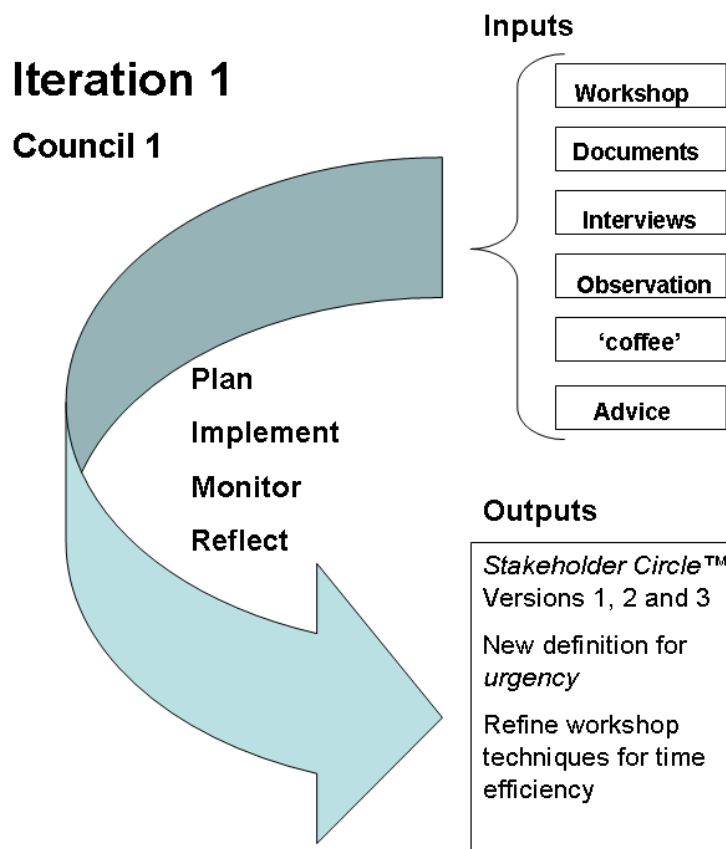 Iteration 1
Council 1
Inputs
Workshop
Documents
Interviews
Observation
‘coffee’
Advice
Plan
Implement
Monitor
Reflect
Outputs
Stakeholder Circle™
Versions 1, 2 and 3
New definition for
urgency
Refine workshop
techniques for time
efficiency